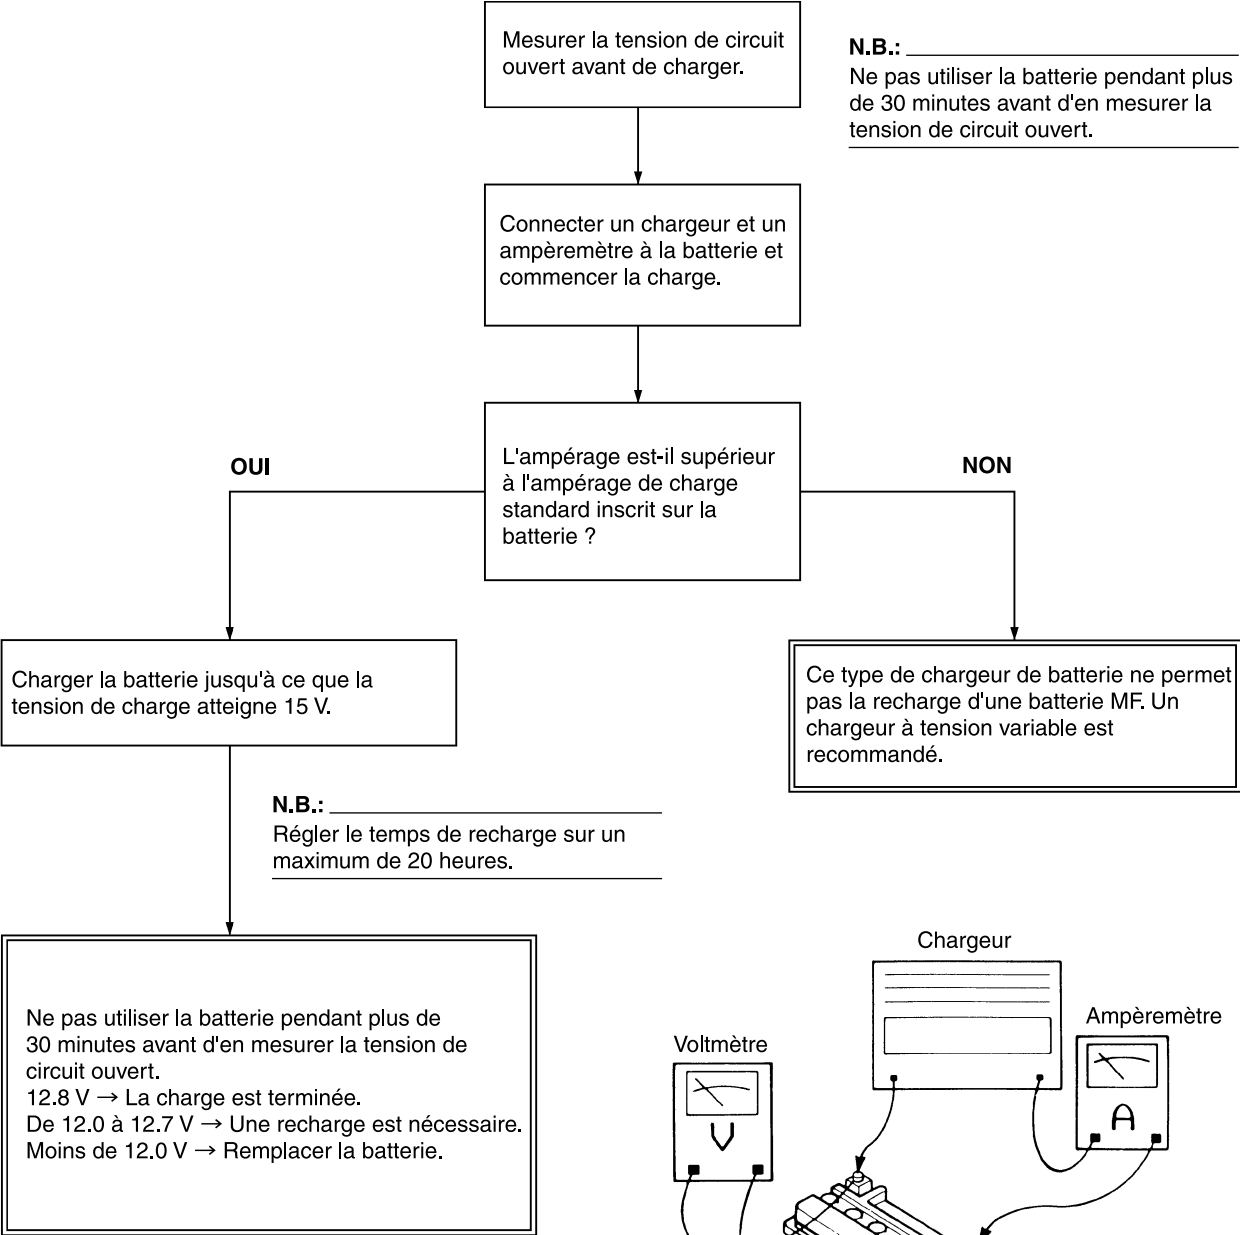 Mesurer la tension de circuit
ouvert avant de charger.
N.B.:
Ne pas utiliser la batterie pendant plus
de 30 minutes avant d'en mesurer la
tension de circuit ouvert.
Connecter un chargeur et un
ampèremètre à la batterie et
commencer la charge.
L'ampérage est-il supérieur
à l'ampérage de charge
standard inscrit sur la
batterie ?
OUI
NON
Charger la batterie jusqu'à ce que la
tension de charge atteigne 15 V.
Ce type de chargeur de batterie ne permet
pas la recharge d'une batterie MF. Un
chargeur à tension variable est
recommandé.
N.B.:
Régler le temps de recharge sur un
maximum de 20 heures.
Ne pas utiliser la batterie pendant plus de
30 minutes avant d'en mesurer la tension de
circuit ouvert.
12.8 V → La charge est terminée.
De 12.0 à 12.7 V → Une recharge est nécessaire.
Moins de 12.0 V → Remplacer la batterie.
Chargeur
Ampèremètre
Voltmètre
V
A